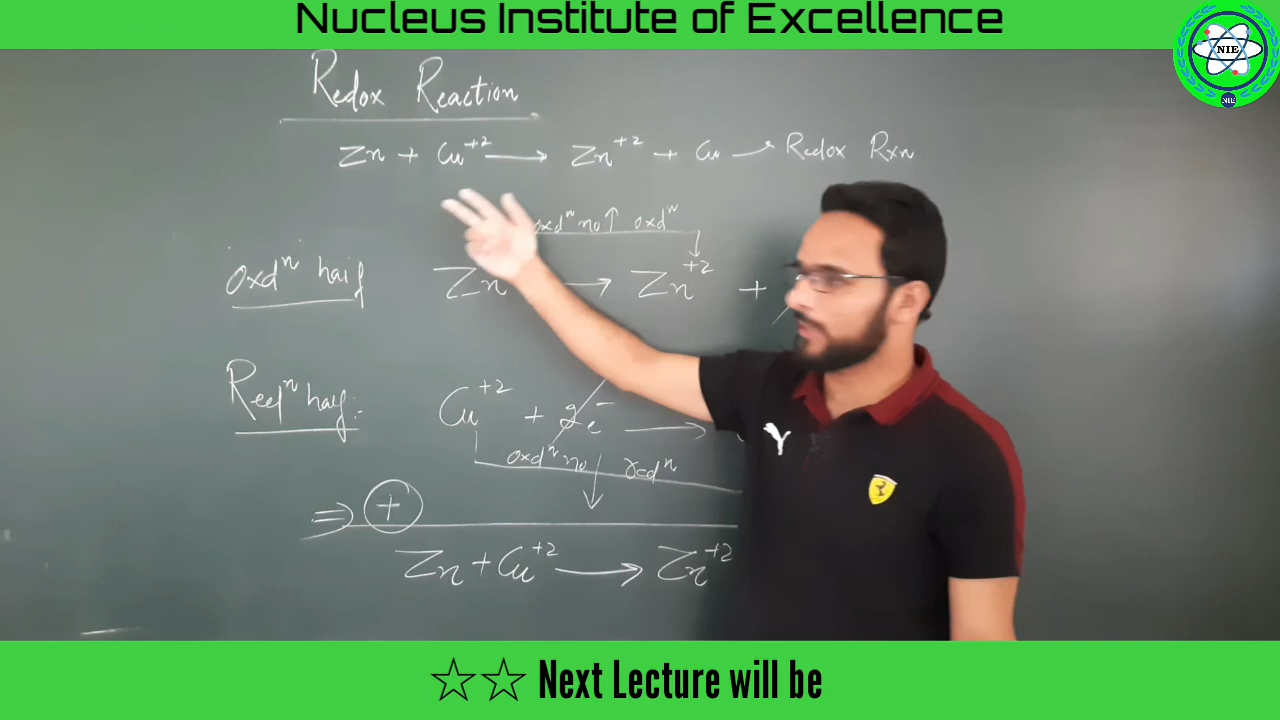 Nucleus Institute of Excellence
NIE
NIE
Redox Reaction
Zn + Cu⁺² ⟶ Zn⁺² + Cu → Redox Rxn
oxdⁿ no ↑ oxdⁿ
oxdⁿ half Zn ⟶ Zn⁺² +
Redⁿ half:- Cu⁺² + 2e⁻ ⟶
oxdⁿ no ↓ redⁿ
⇒ +
Zn + Cu⁺² ⟶ Zn⁺²
☆☆ Next Lecture will be